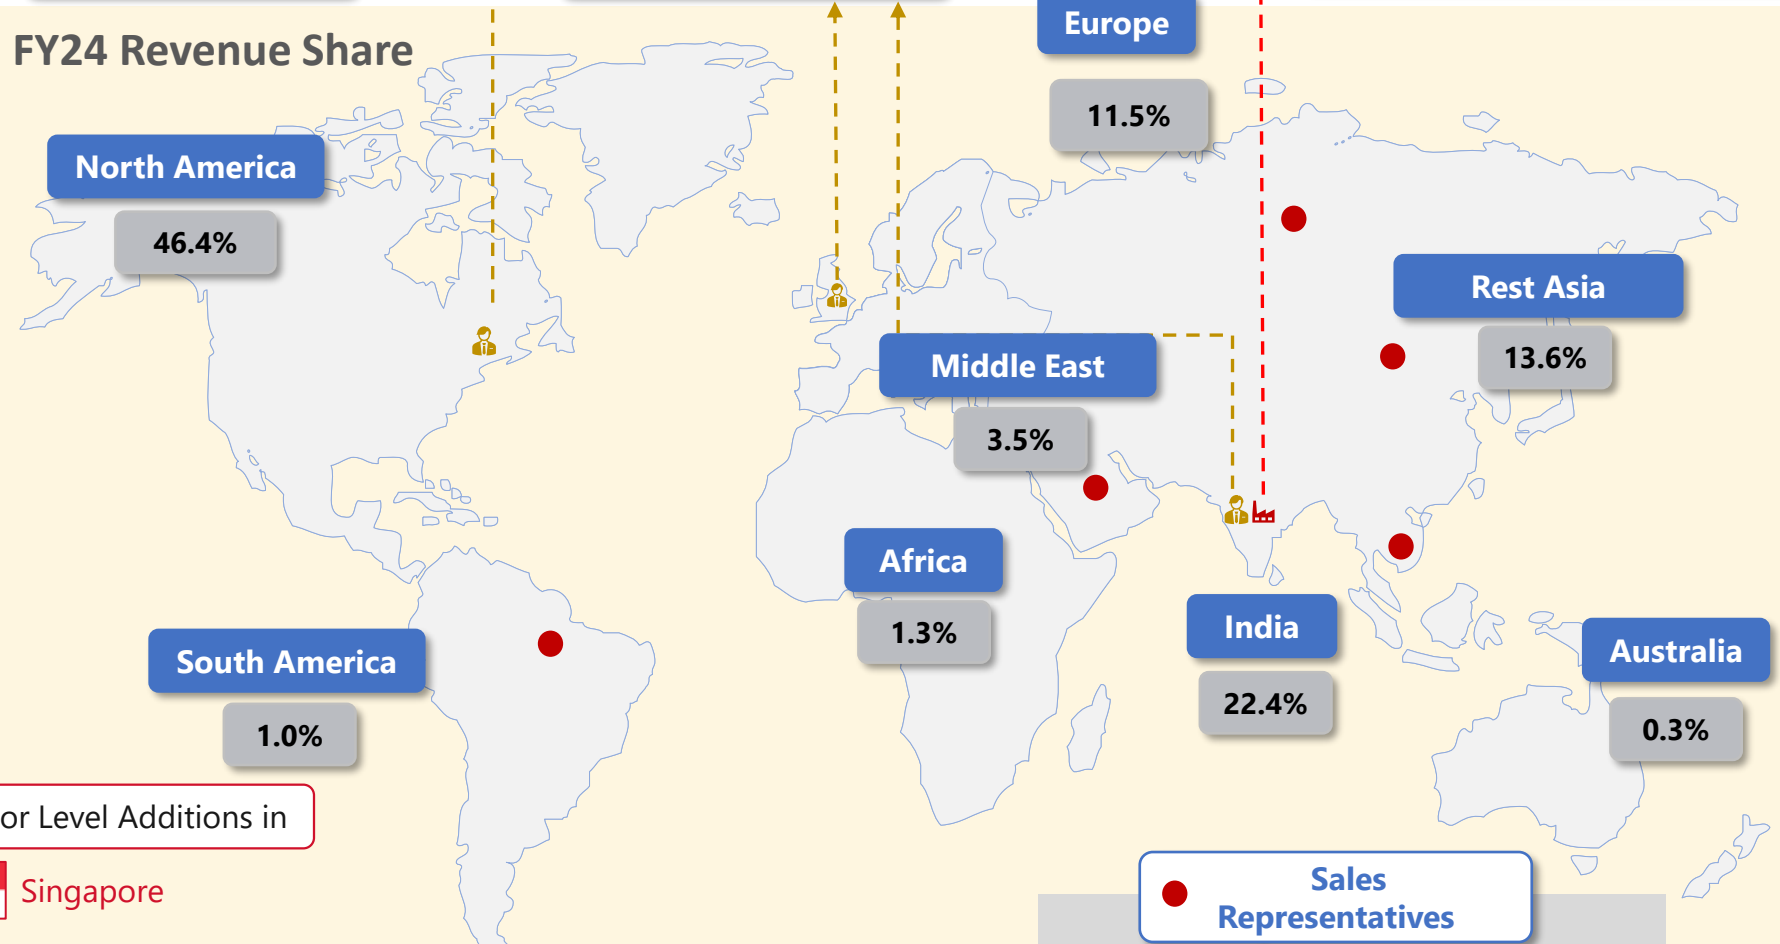 Europe
FY24 Revenue Share
11.5%
North America
46.4%
Rest Asia
13.6%
Middle East
3.5%
Africa
1.3%
India
22.4%
Australia
0.3%
South America
1.0%
or Level Additions in
Singapore
Sales
Representatives